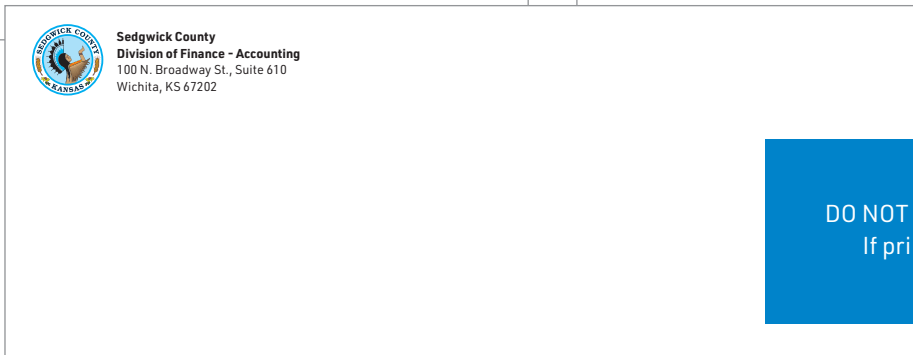 SEDGWICK COUNTY
KANSAS
Sedgwick County
Division of Finance - Accounting
100 N. Broadway St., Suite 610
Wichita, KS 67202
DO NOT
If pri